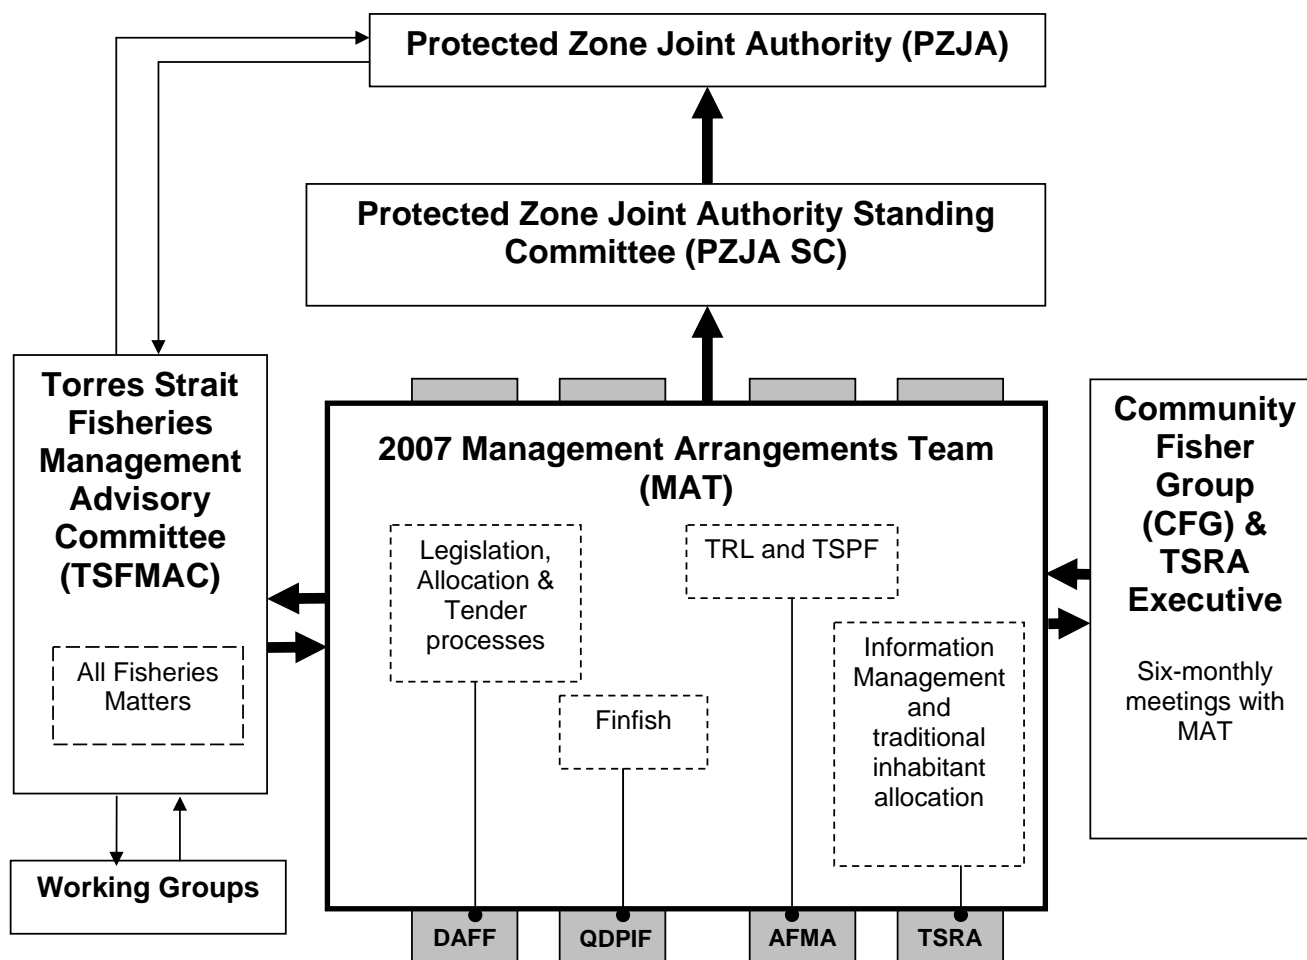 Protected Zone Joint Authority (PZJA)
Protected Zone Joint Authority Standing
Committee (PZJA SC)
Torres Strait
Fisheries
Management
Advisory
Committee
(TSFMAC)
All Fisheries
Matters
Working Groups
2007 Management Arrangements Team
(MAT)
Legislation,
Allocation &
Tender
processes
Finfish
TRL and TSPF
Information
Management
and
traditional
inhabitant
allocation
DAFF
QDPIF
AFMA
TSRA
Community
Fisher
Group
(CFG) &
TSRA
Executive
Six-monthly
meetings with
MAT